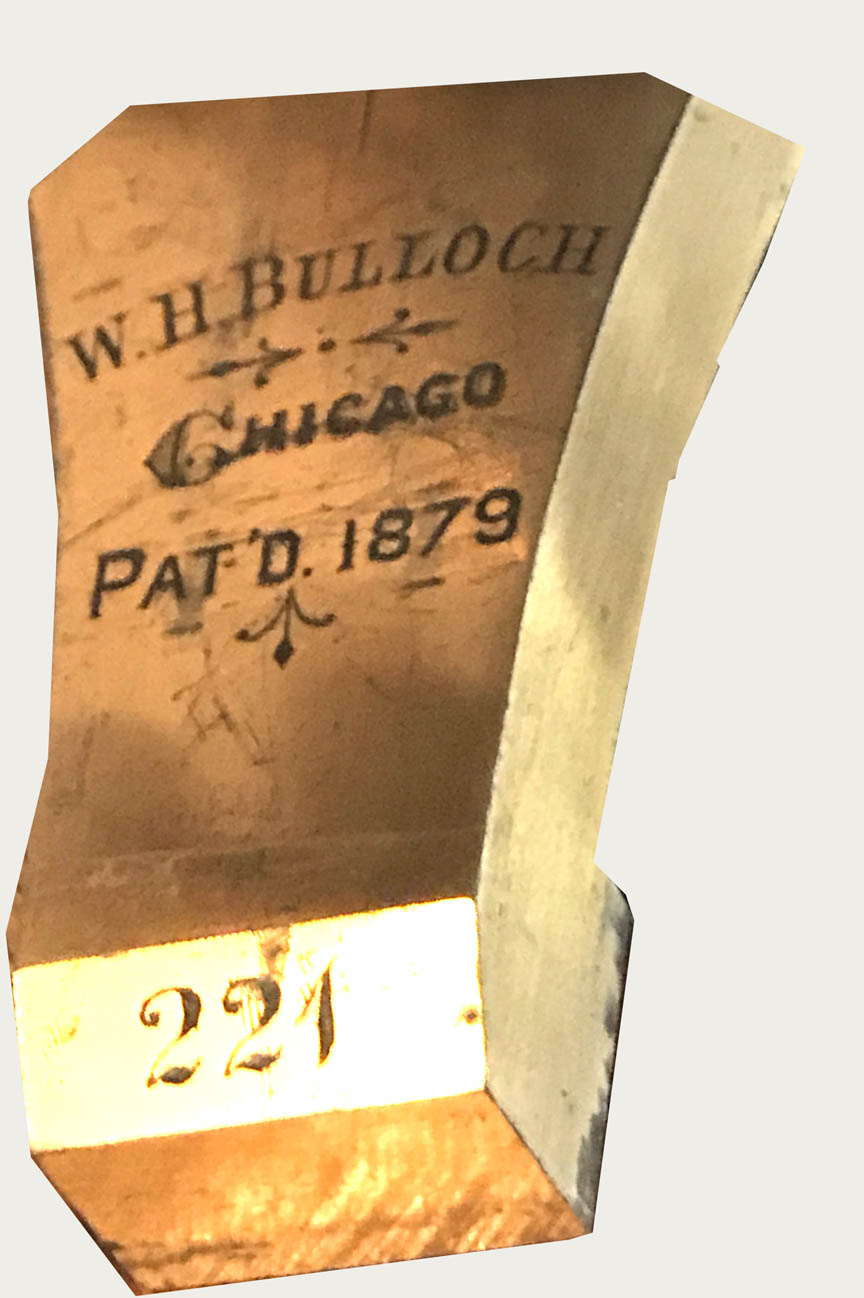 W. H. BULLOCH
CHICAGO
PAT'D. 1879
221